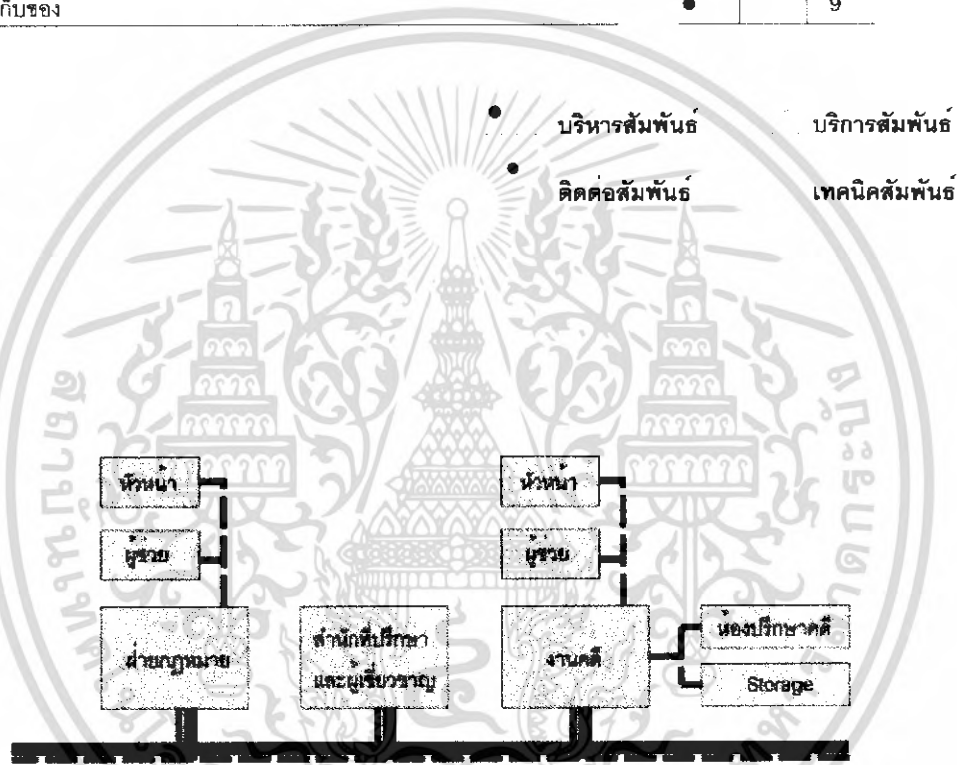 เก็บของ
● 9
● บริหารสัมพันธ์ บริการสัมพันธ์
● ติดต่อสัมพันธ์ เทคนิคสัมพันธ์
หัวหน้า หัวหน้า
ผู้ช่วย ผู้ช่วย
ฝ่ายกฎหมาย
สำนักที่ปรึกษา
และผู้เชี่ยวชาญ
งานคดี
ห้องปรึกษาคดี
Storage